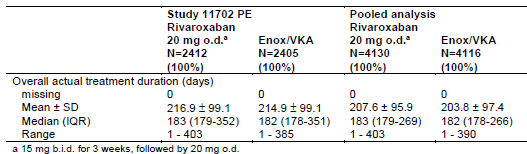 Study 11702 PE Pooled analysis
Rivaroxaban Rivaroxaban
20 mg o.d.a Enox/VKA 20 mg o.d.a Enox/VKA
N=2412 N=2405 N=4130 N=4116
(100%) (100%) (100%) (100%)
Overall actual treatment duration (days)
missing 0 0 0 0
Mean ± SD 216.9 ± 99.1 214.9 ± 99.1 207.6 ± 95.9 203.8 ± 97.4
Median (IQR) 183 (179-352) 182 (178-351) 183 (179-269) 182 (178-266)
Range 1 - 403 1 - 385 1 - 403 1 - 390
a 15 mg b.i.d. for 3 weeks, followed by 20 mg o.d.